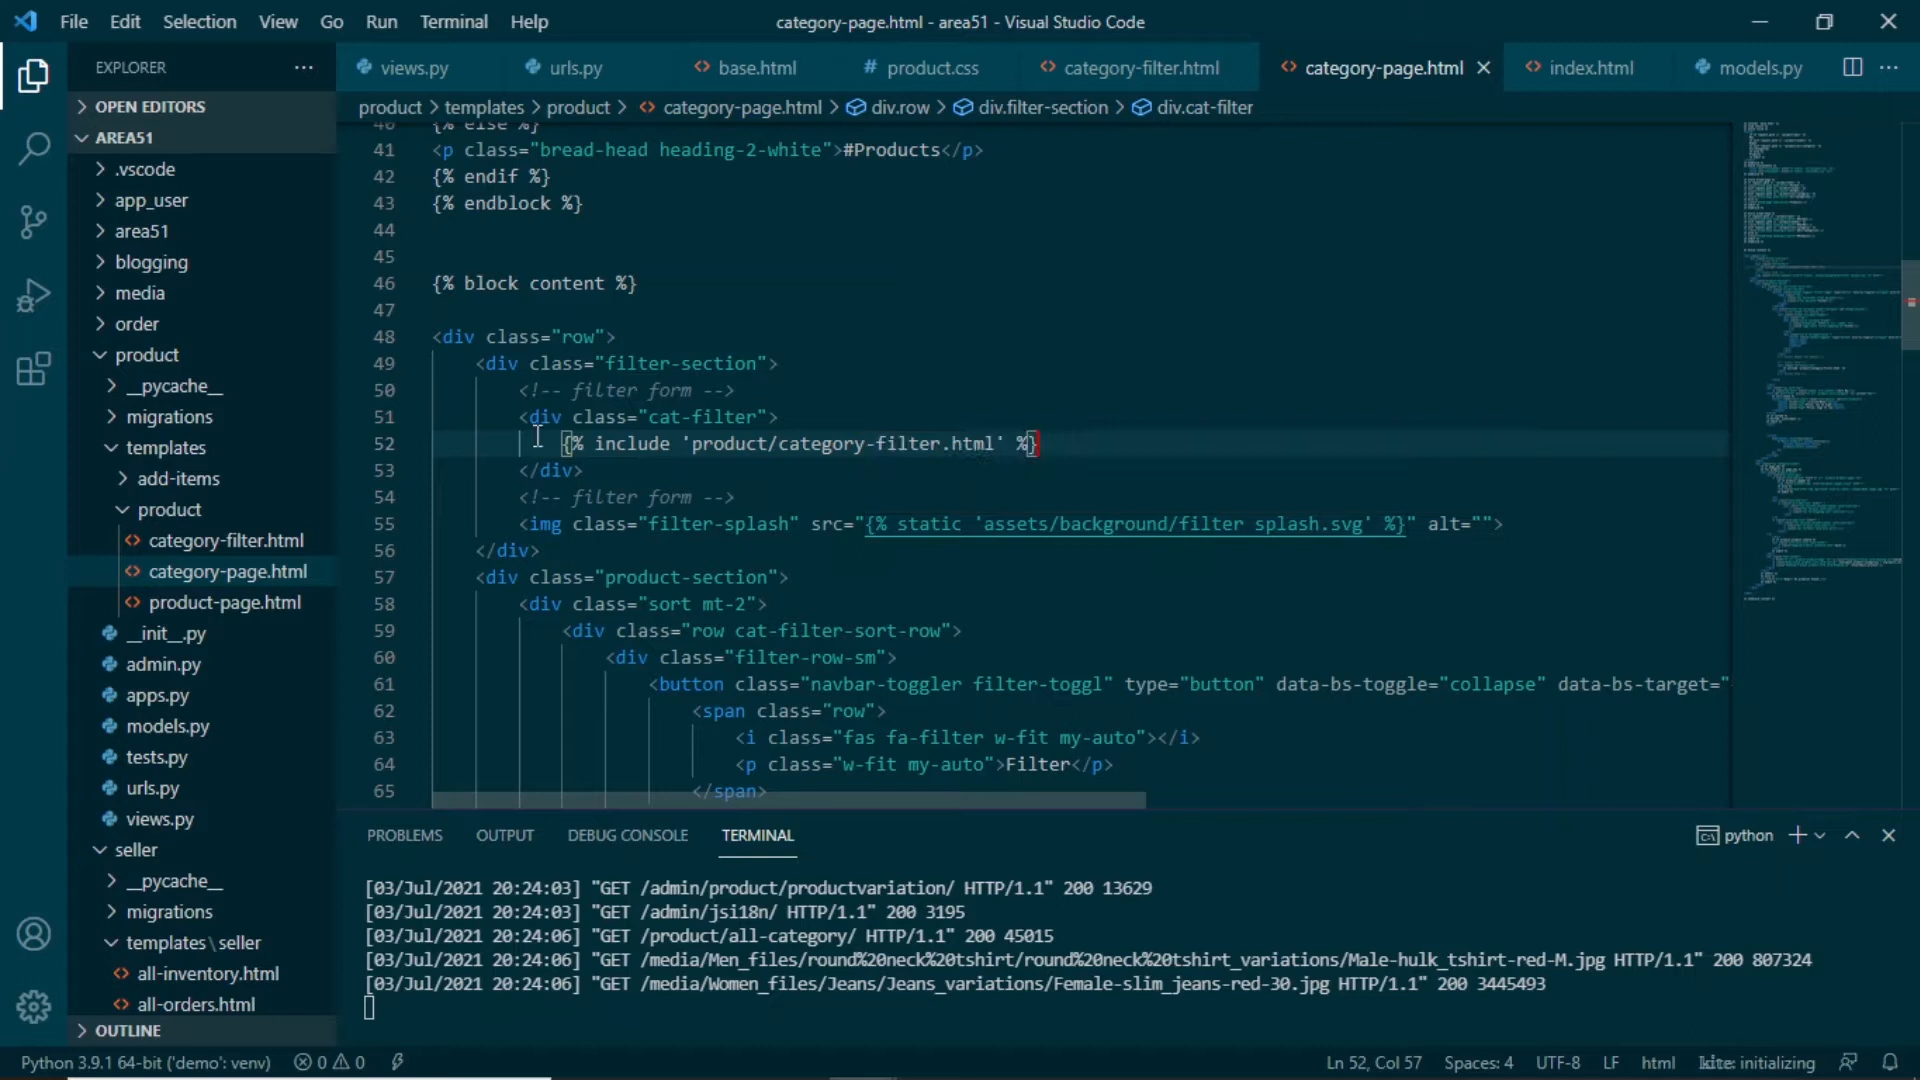 File Edit Selection View Go Run Terminal Help
category-page.html - area51 - Visual Studio Code
EXPLORER
views.py urls.py base.html # product.css category-filter.html category-page.html index.html models.py
product > templates > product > category-page.html > div.row > div.filter-section > div.cat-filter
OPEN EDITORS
AREA51
.vscode
app_user
area51
blogging
media
order
product
__pycache__
migrations
templates
add-items
product
category-filter.html
category-page.html
product-page.html
__init__.py
admin.py
apps.py
models.py
tests.py
urls.py
views.py
seller
__pycache__
migrations
templates\seller
all-inventory.html
all-orders.html
OUTLINE
40 {% else %}
41 <p class="bread-head heading-2-white">#Products</p>
42 {% endif %}
43 {% endblock %}
44
45
46 {% block content %}
47
48 <div class="row">
49 <div class="filter-section">
50 <!-- filter form -->
51 <div class="cat-filter">
52 {% include 'product/category-filter.html' %}
53 </div>
54 <!-- filter form -->
55 <img class="filter-splash" src="{% static 'assets/background/filter splash.svg' %}" alt="">
56 </div>
57 <div class="product-section">
58 <div class="sort mt-2">
59 <div class="row cat-filter-sort-row">
60 <div class="filter-row-sm">
61 <button class="navbar-toggler filter-toggl" type="button" data-bs-toggle="collapse" data-bs-target="
62 <span class="row">
63 <i class="fas fa-filter w-fit my-auto"></i>
64 <p class="w-fit my-auto">Filter</p>
65 </span>
PROBLEMS OUTPUT DEBUG CONSOLE TERMINAL
python
[03/Jul/2021 20:24:03] "GET /admin/product/productvariation/ HTTP/1.1" 200 13629
[03/Jul/2021 20:24:03] "GET /admin/jsi18n/ HTTP/1.1" 200 3195
[03/Jul/2021 20:24:06] "GET /product/all-category/ HTTP/1.1" 200 45015
[03/Jul/2021 20:24:06] "GET /media/Men_files/round%20neck%20tshirt/round%20neck%20tshirt_variations/Male-hulk_tshirt-red-M.jpg HTTP/1.1" 200 807324
[03/Jul/2021 20:24:06] "GET /media/Women_files/Jeans/Jeans_variations/Female-slim_jeans-red-30.jpg HTTP/1.1" 200 3445493
Python 3.9.1 64-bit ('demo': venv) 0 0 Ln 52, Col 57 Spaces: 4 UTF-8 LF html kite: initializing